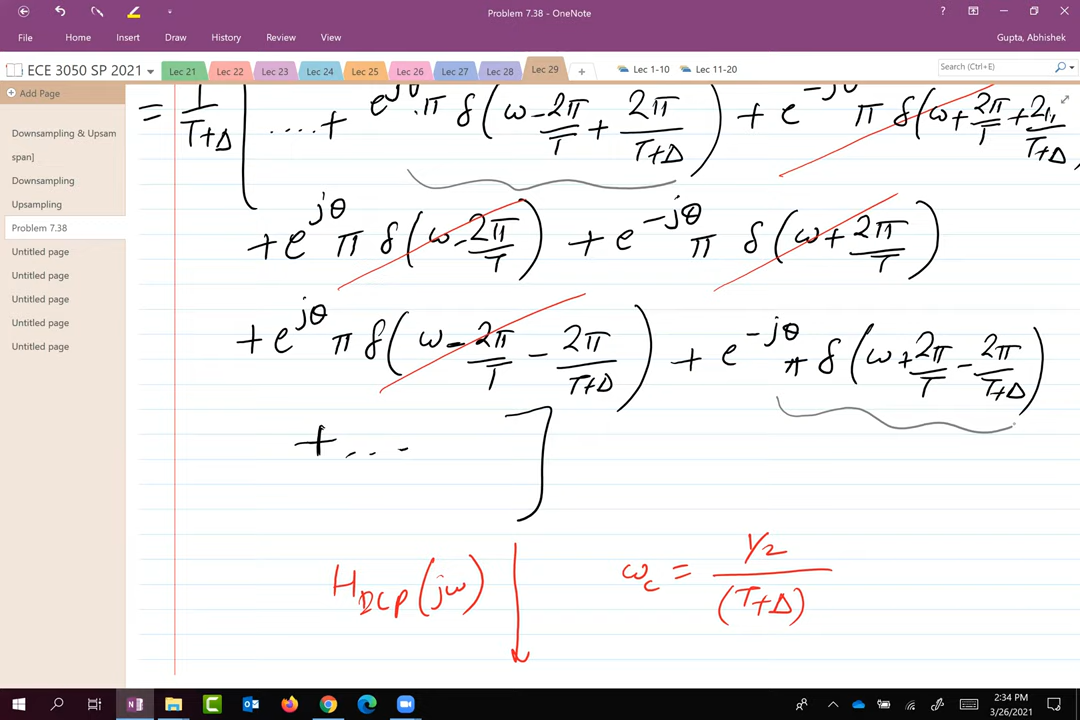 Problem 7.38 - OneNote
?
File Home Insert Draw History Review View
Gupta, Abhishek
ECE 3050 SP 2021
Lec 21 Lec 22 Lec 23 Lec 24 Lec 25 Lec 26 Lec 27 Lec 28 Lec 29 + Lec 1-10 Lec 11-20
Search (Ctrl+E)
Add Page
Downsampling & Upsam
span]
Downsampling
Upsampling
Problem 7.38
Untitled page
Untitled page
Untitled page
Untitled page
Untitled page
= 1/(T+Δ) [ ....+ e^{jθ} . π δ(ω - 2π/T + 2π/(T+Δ)) + e^{-jθ} π δ(ω + 2π/T + 2π/(T+Δ)
+ e^{jθ} π δ(ω - 2π/T) + e^{-jθ} π δ(ω + 2π/T)
+ e^{jθ} π δ(ω - 2π/T - 2π/(T+Δ)) + e^{-jθ} π δ(ω + 2π/T - 2π/(T+Δ))
+ ... ]
(jω) ω_c = 1/2/(T+Δ)
2:34 PM
3/26/2021